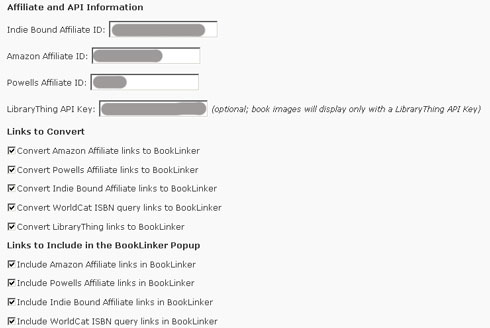 Affiliate and API Information
Indie Bound Affiliate ID:
Amazon Affiliate ID:
Powells Affiliate ID:
LibraryThing API Key: (optional; book images will display only with a LibraryThing API Key)
Links to Convert
Convert Amazon Affiliate links to BookLinker
Convert Powells Affiliate links to BookLinker
Convert Indie Bound Affiliate links to BookLinker
Convert WorldCat ISBN query links to BookLinker
Convert LibraryThing links to BookLinker
Links to Include in the BookLinker Popup
Include Amazon Affiliate links in BookLinker
Include Powells Affiliate links in BookLinker
Include Indie Bound Affiliate links in BookLinker
Include WorldCat ISBN query links in BookLinker